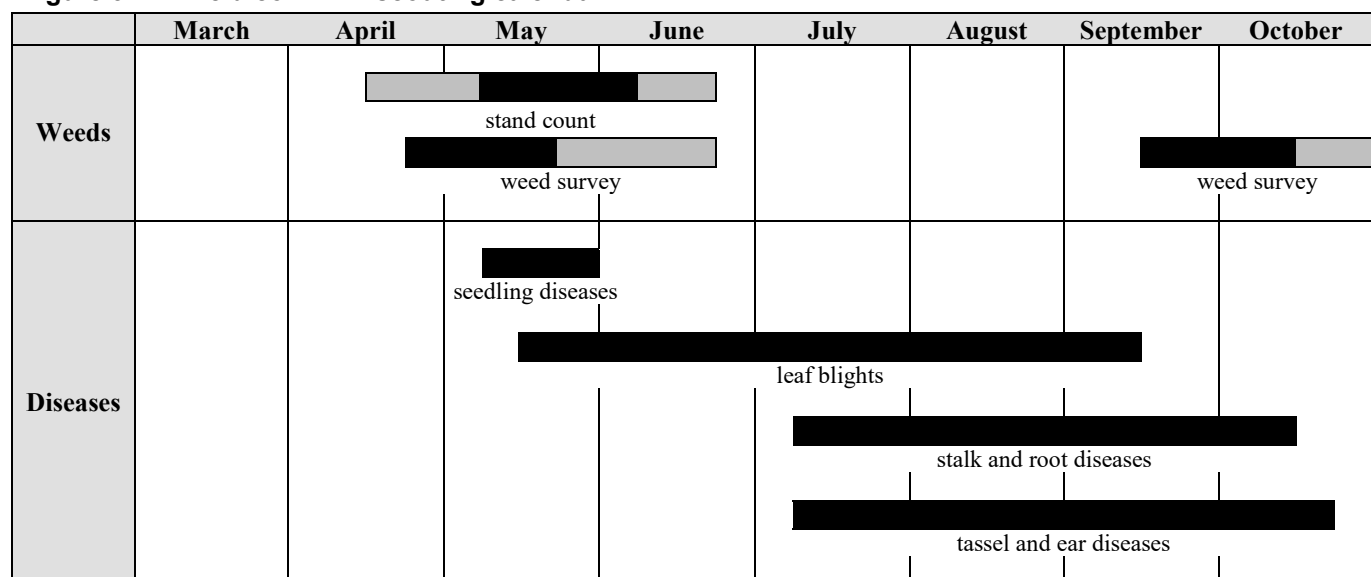 March April May June July August September October
Weeds
stand count
weed survey
weed survey
Diseases
seedling diseases
leaf blights
stalk and root diseases
tassel and ear diseases